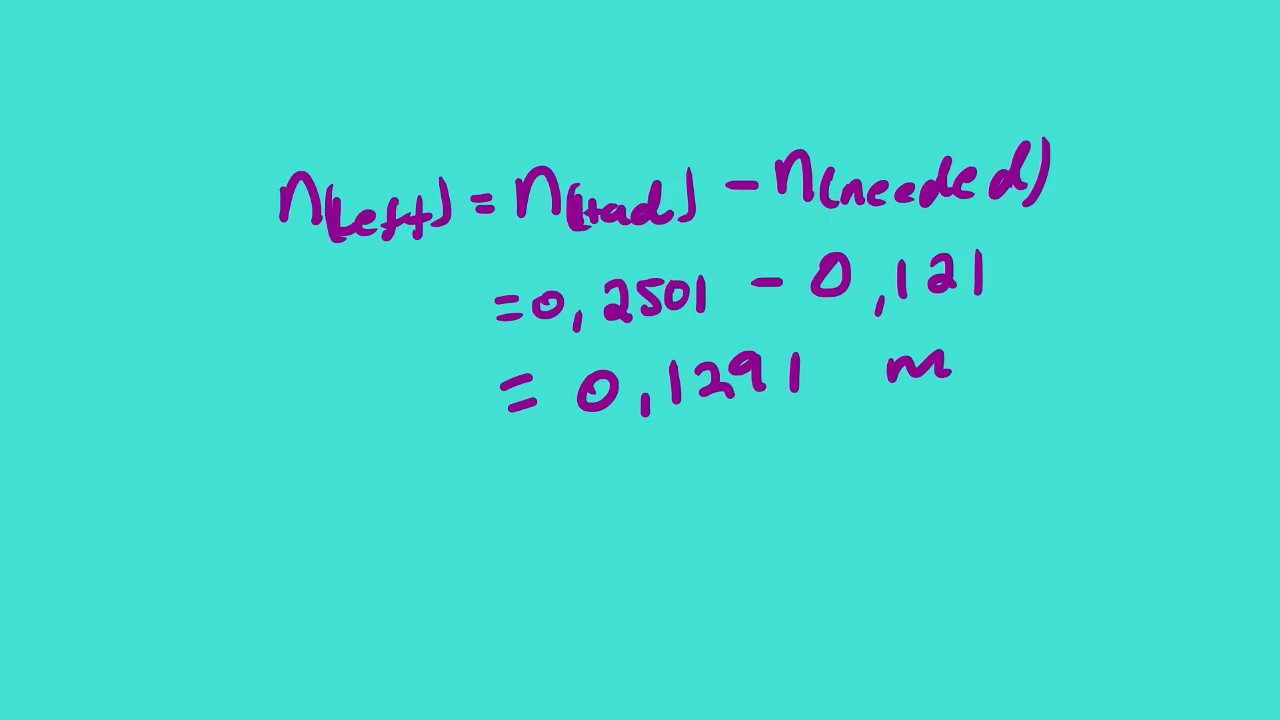 n(left) = n(had) - n(needed)
= 0,2501 - 0,121
= 0,1291 m